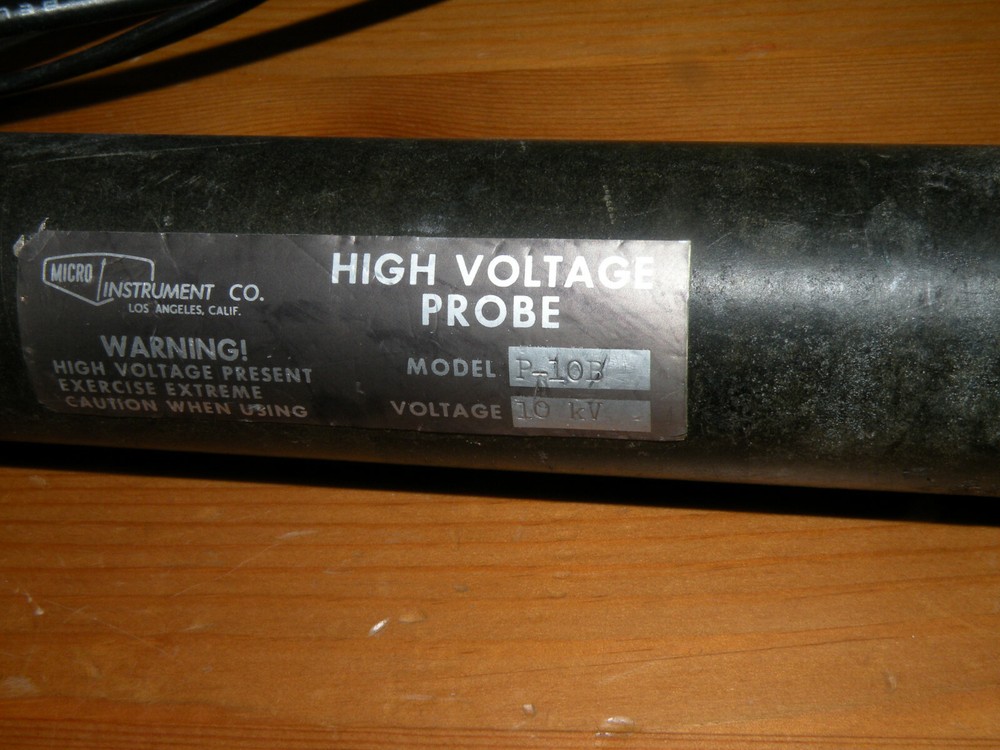 MICRO
INSTRUMENT CO.
LOS ANGELES, CALIF.
WARNING!
HIGH VOLTAGE PRESENT
EXERCISE EXTREME
CAUTION WHEN USING
HIGH VOLTAGE
PROBE
MODEL P-10B
VOLTAGE 10 kV